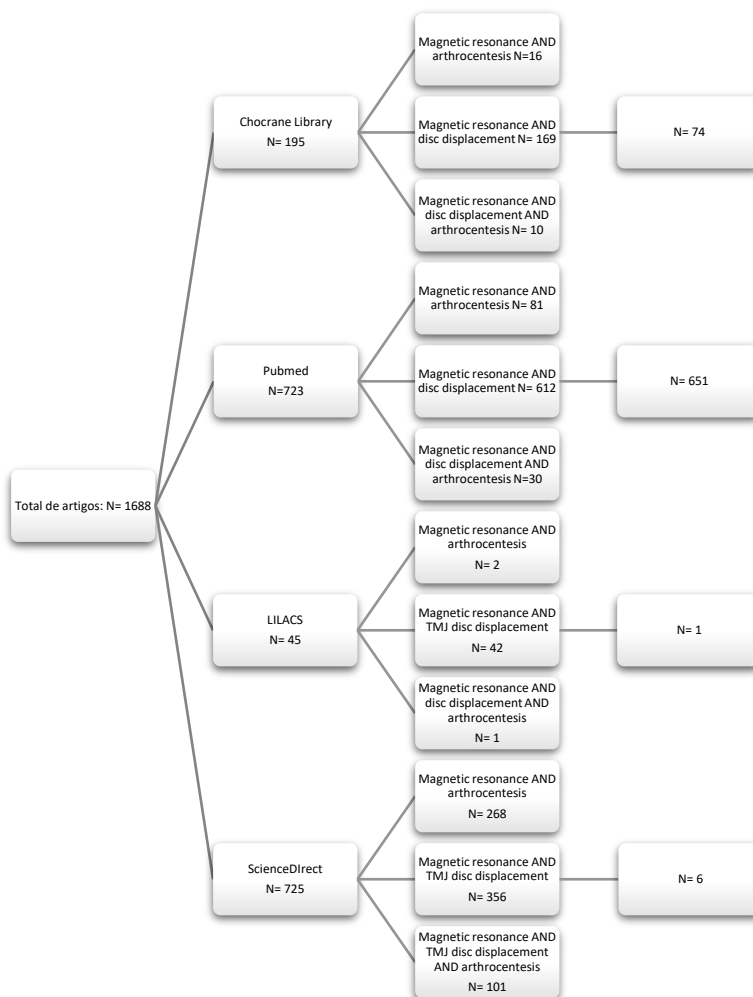 Total de artigos: N= 1688
Chocrane Library
N= 195
Magnetic resonance AND
arthrocentesis N=16
Magnetic resonance AND
disc displacement N= 169
Magnetic resonance AND
disc displacement AND
arthrocentesis N= 10
N= 74
Pubmed
N=723
Magnetic resonance AND
arthrocentesis N= 81
Magnetic resonance AND
disc displacement N= 612
Magnetic resonance AND
disc displacement AND
arthrocentesis N=30
N= 651
LILACS
N= 45
Magnetic resonance AND
arthrocentesis
N= 2
Magnetic resonance AND
TMJ disc displacement
N= 42
Magnetic resonance AND
disc displacement AND
arthrocentesis
N= 1
N= 1
ScienceDIrect
N= 725
Magnetic resonance AND
arthrocentesis
N= 268
Magnetic resonance AND
TMJ disc displacement
N= 356
Magnetic resonance AND
TMJ disc displacement
AND arthrocentesis
N= 101
N= 6